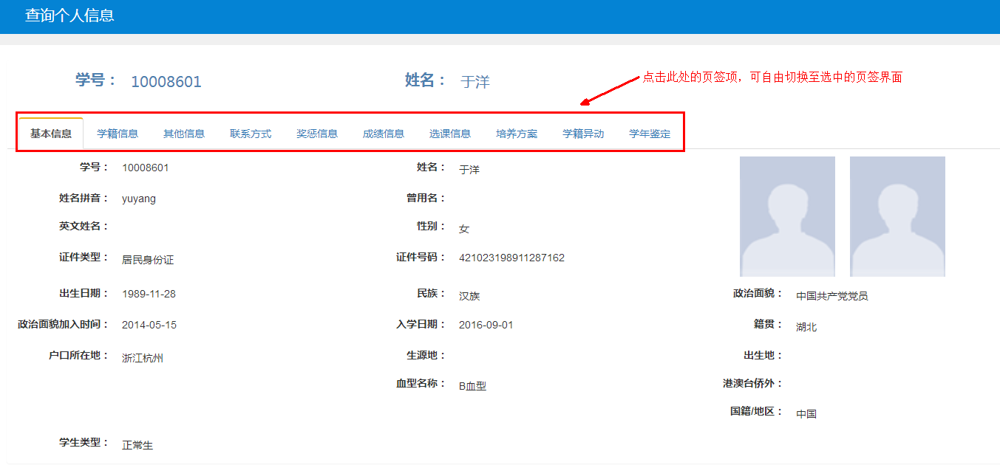 查询个人信息
学号： 10008601 姓名： 于洋
点击此处的页签项，可自由切换至选中的页签界面
基本信息 学籍信息 其他信息 联系方式 奖惩信息 成绩信息 选课信息 培养方案 学籍异动 学年鉴定
学号： 10008601 姓名： 于洋
姓名拼音： yuyang 曾用名：
英文姓名： 性别： 女
证件类型： 居民身份证 证件号码： 421023198911287162
出生日期： 1989-11-28 民族： 汉族 政治面貌： 中国共产党党员
政治面貌加入时间： 2014-05-15 入学日期： 2016-09-01 籍贯： 湖北
户口所在地： 浙江杭州 生源地： 出生地：
血型名称： B血型 港澳台侨外：
国籍/地区： 中国
学生类型： 正常生